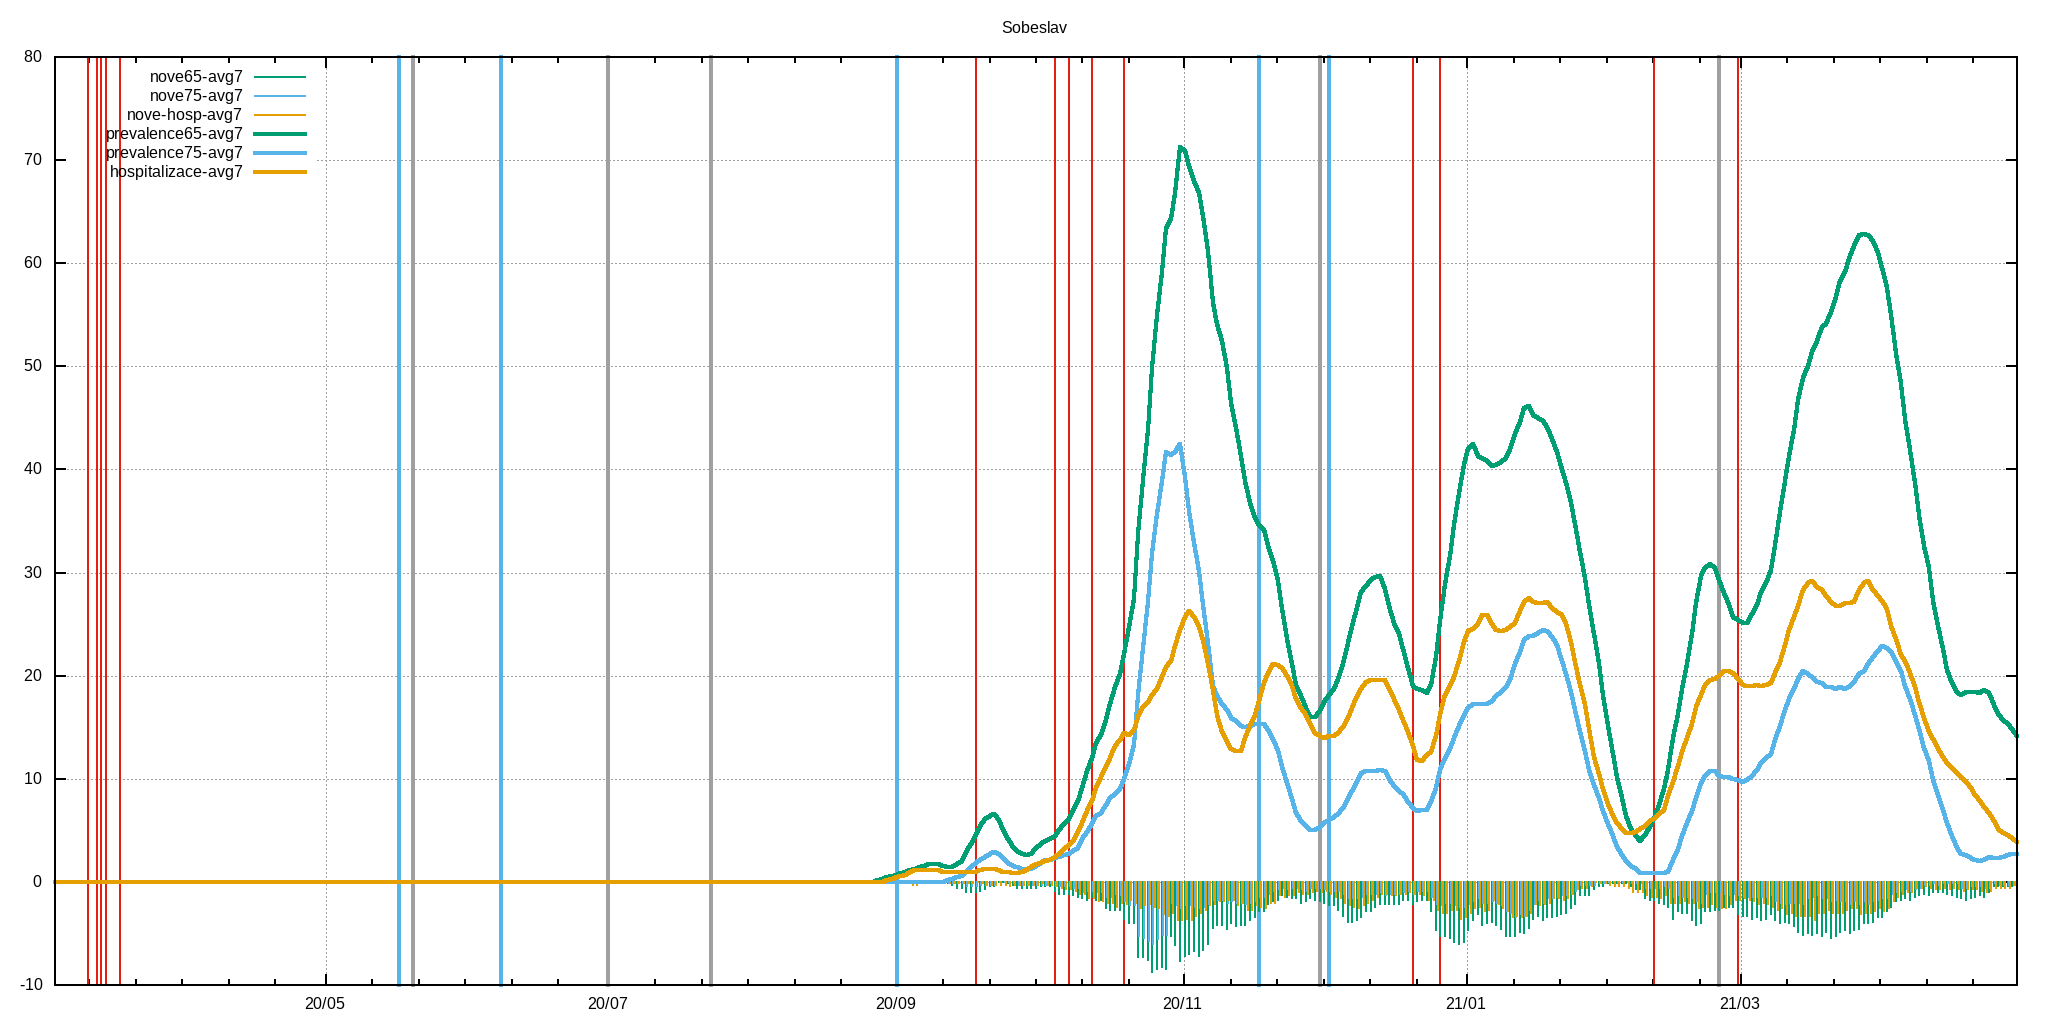 Sobeslav
80
70
60
50
40
30
20
10
0
-10
nove65-avg7
nove75-avg7
nove-hosp-avg7
prevalence65-avg7
prevalence75-avg7
hospitalizace-avg7
20/05 20/07 20/09 20/11 21/01 21/03